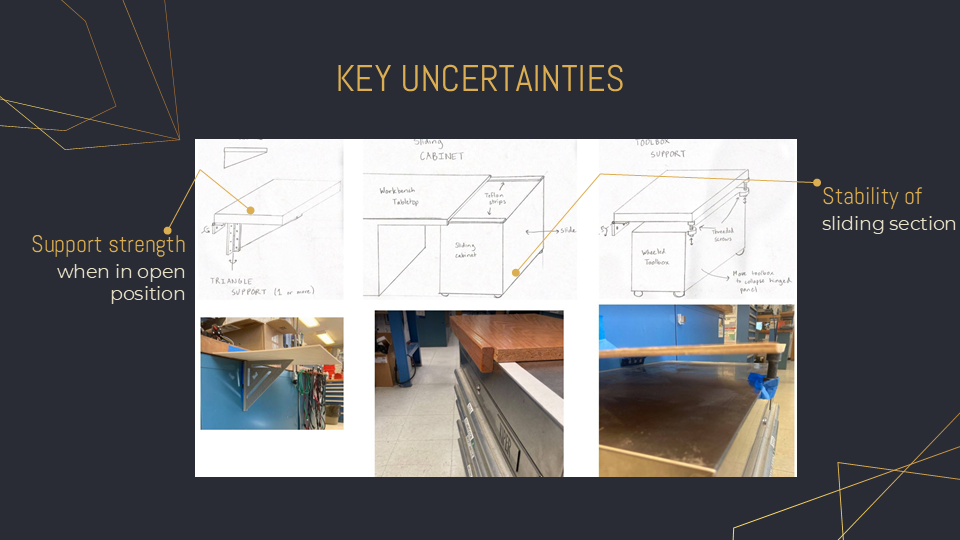 KEY UNCERTAINTIES
Sliding
CABINET
TOOLBOX
SUPPORT
Workbench
Tabletop
Teflon
strips
slide
Sliding
cabinet
TRIANGLE
SUPPORT (1 or more)
Threaded
screws
Wheeled
Toolbox
Move toolbox
to collapse hinged
panel
Support strength
when in open
position
Stability of
sliding section